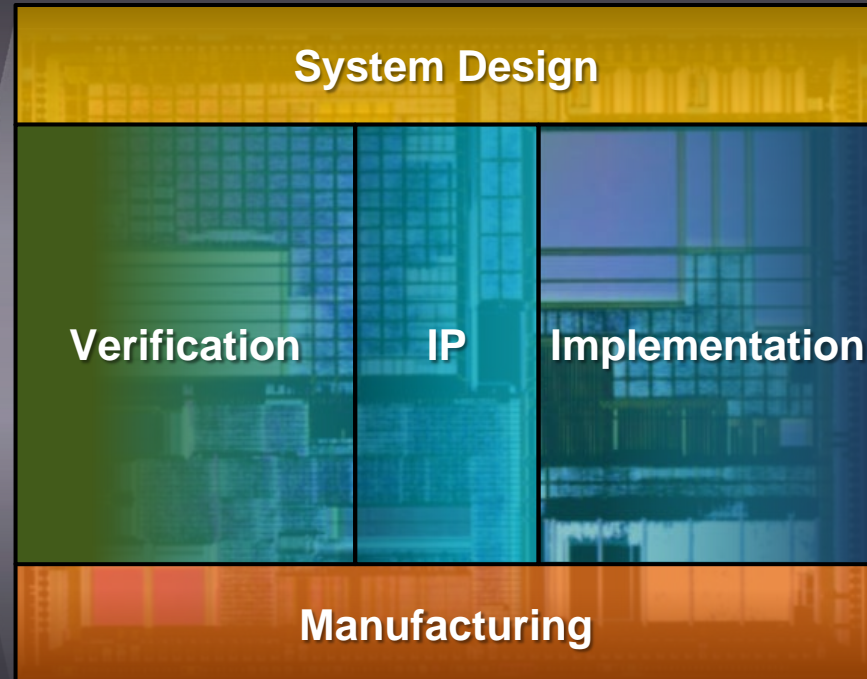 System Design
Verification
IP
Implementation
Manufacturing